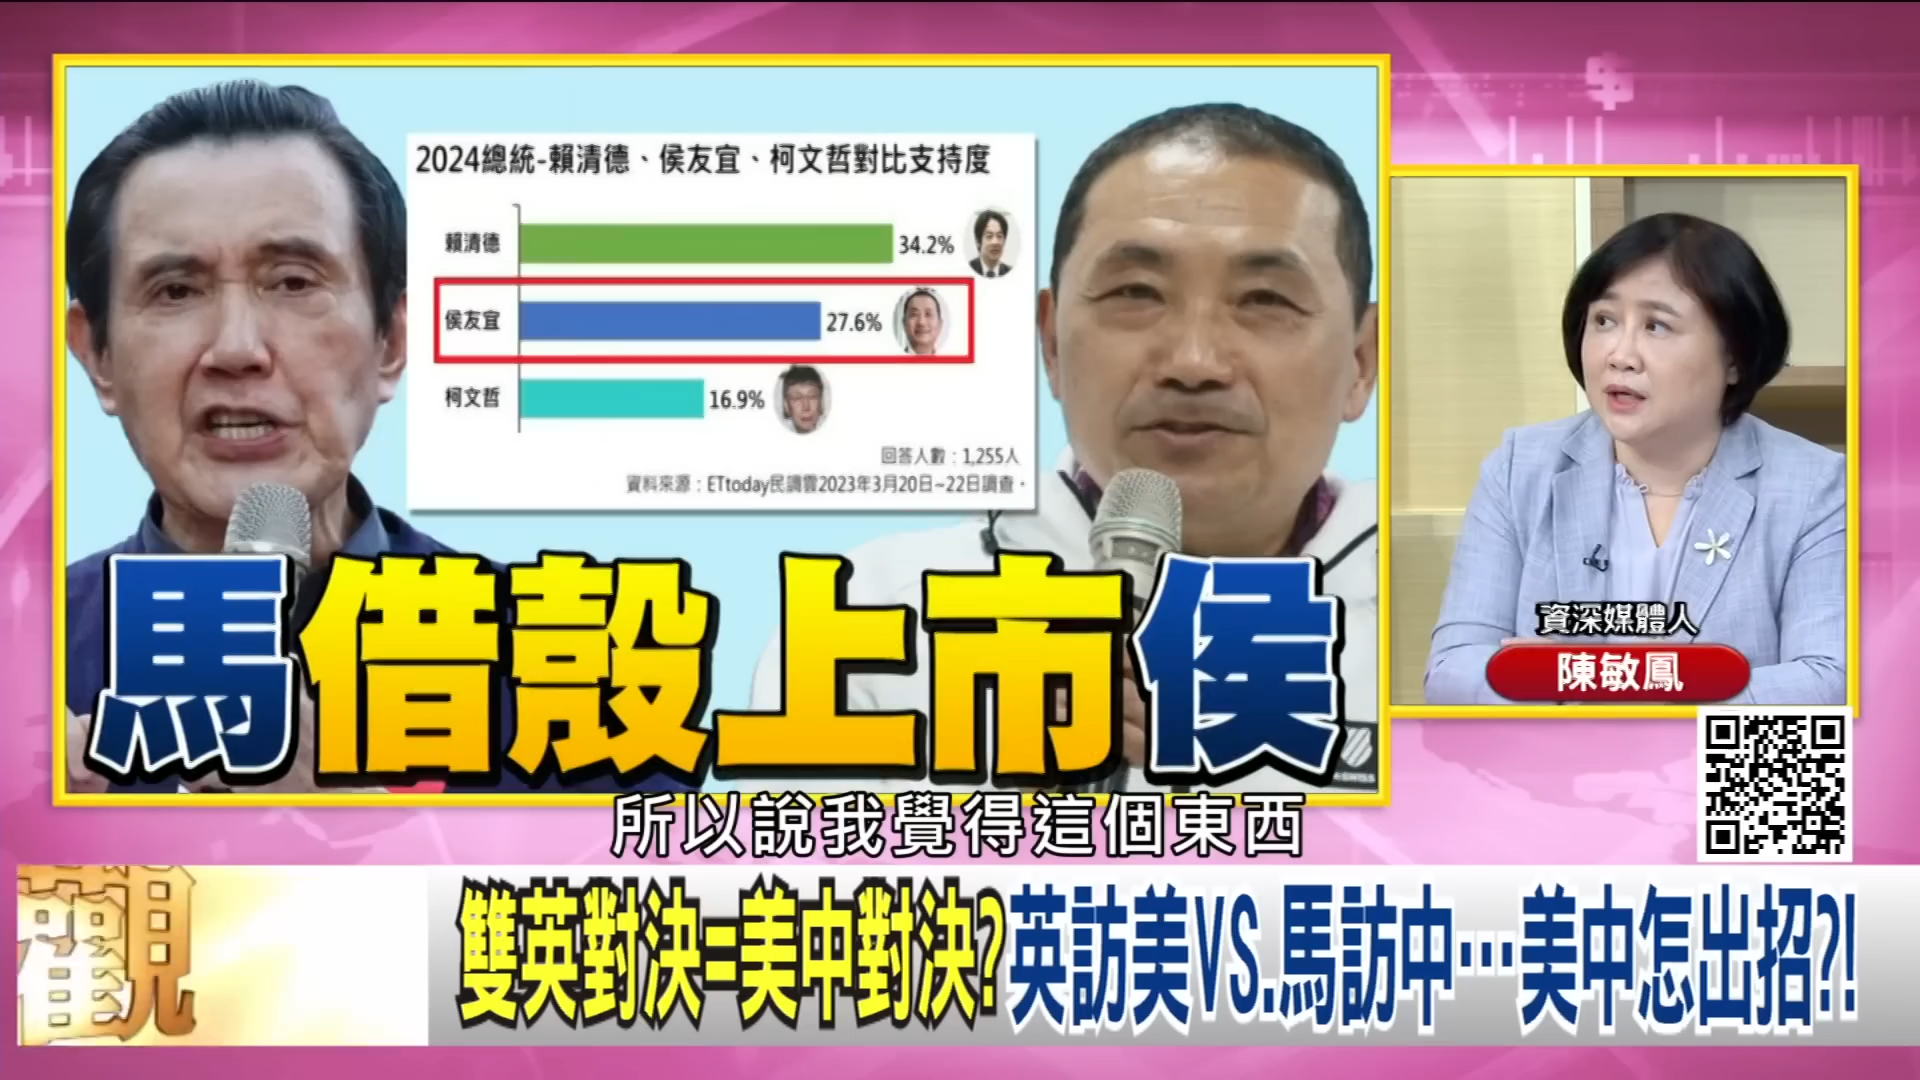 2024總統-賴清德、侯友宜、柯文哲對比支持度
賴清德
34.2%
侯友宜
27.6%
柯文哲
16.9%
回答人數：1,255人
資料來源：ETtoday民調雲2023年3月20日~22日調查。
馬借殼上市侯
資深媒體人
陳敏鳳
所以說我覺得這個東西
觀
雙英對決=美中對決?英訪美VS.馬訪中…美中怎出招?!